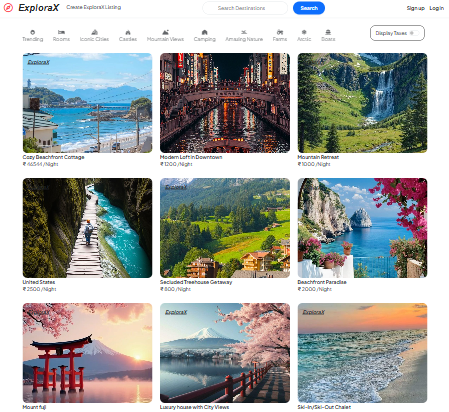 ExploraX
Create ExploraX Listing
Search Destinations
Search
Sign up
Log in
Trending
Rooms
Iconic Cities
Castles
Mountain Views
Camping
Amazing Nature
Farms
Arctic
Boats
Display Taxes
ExploraX
Cozy Beachfront Cottage
₹ 46544 /Night
Modern Loft in Downtown
Mountain Retreat
₹ 1000 /Night
ExploraX
United States
₹ 2500 /Night
Secluded Treehouse Getaway
₹ 800 /Night
Beachfront Paradise
₹ 2000 /Night
ExploraX
ExploraX
Mount fuji
Luxury house with City Views
Ski-In/Ski-Out Chalet